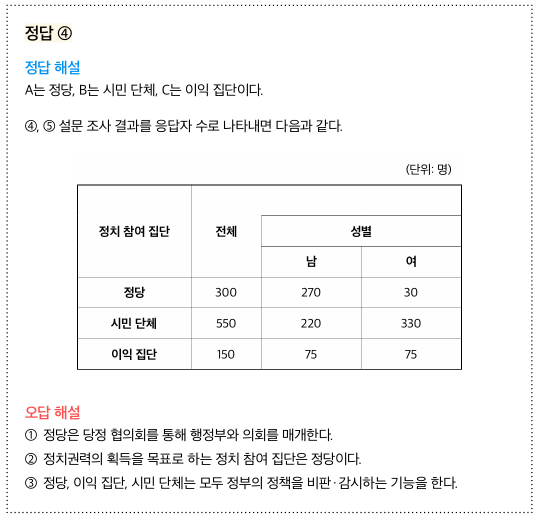 정답 ④
정답 해설
A는 정당, B는 시민 단체, C는 이익 집단이다.
④, ⑤ 설문 조사 결과를 응답자 수로 나타내면 다음과 같다.
(단위: 명)
정치 참여 집단 전체 성별
남 여
정당 300 270 30
시민 단체 550 220 330
이익 집단 150 75 75
오답 해설
① 정당은 당정 협의회를 통해 행정부와 의회를 매개한다.
② 정치권력의 획득을 목표로 하는 정치 참여 집단은 정당이다.
③ 정당, 이익 집단, 시민 단체는 모두 정부의 정책을 비판·감시하는 기능을 한다.